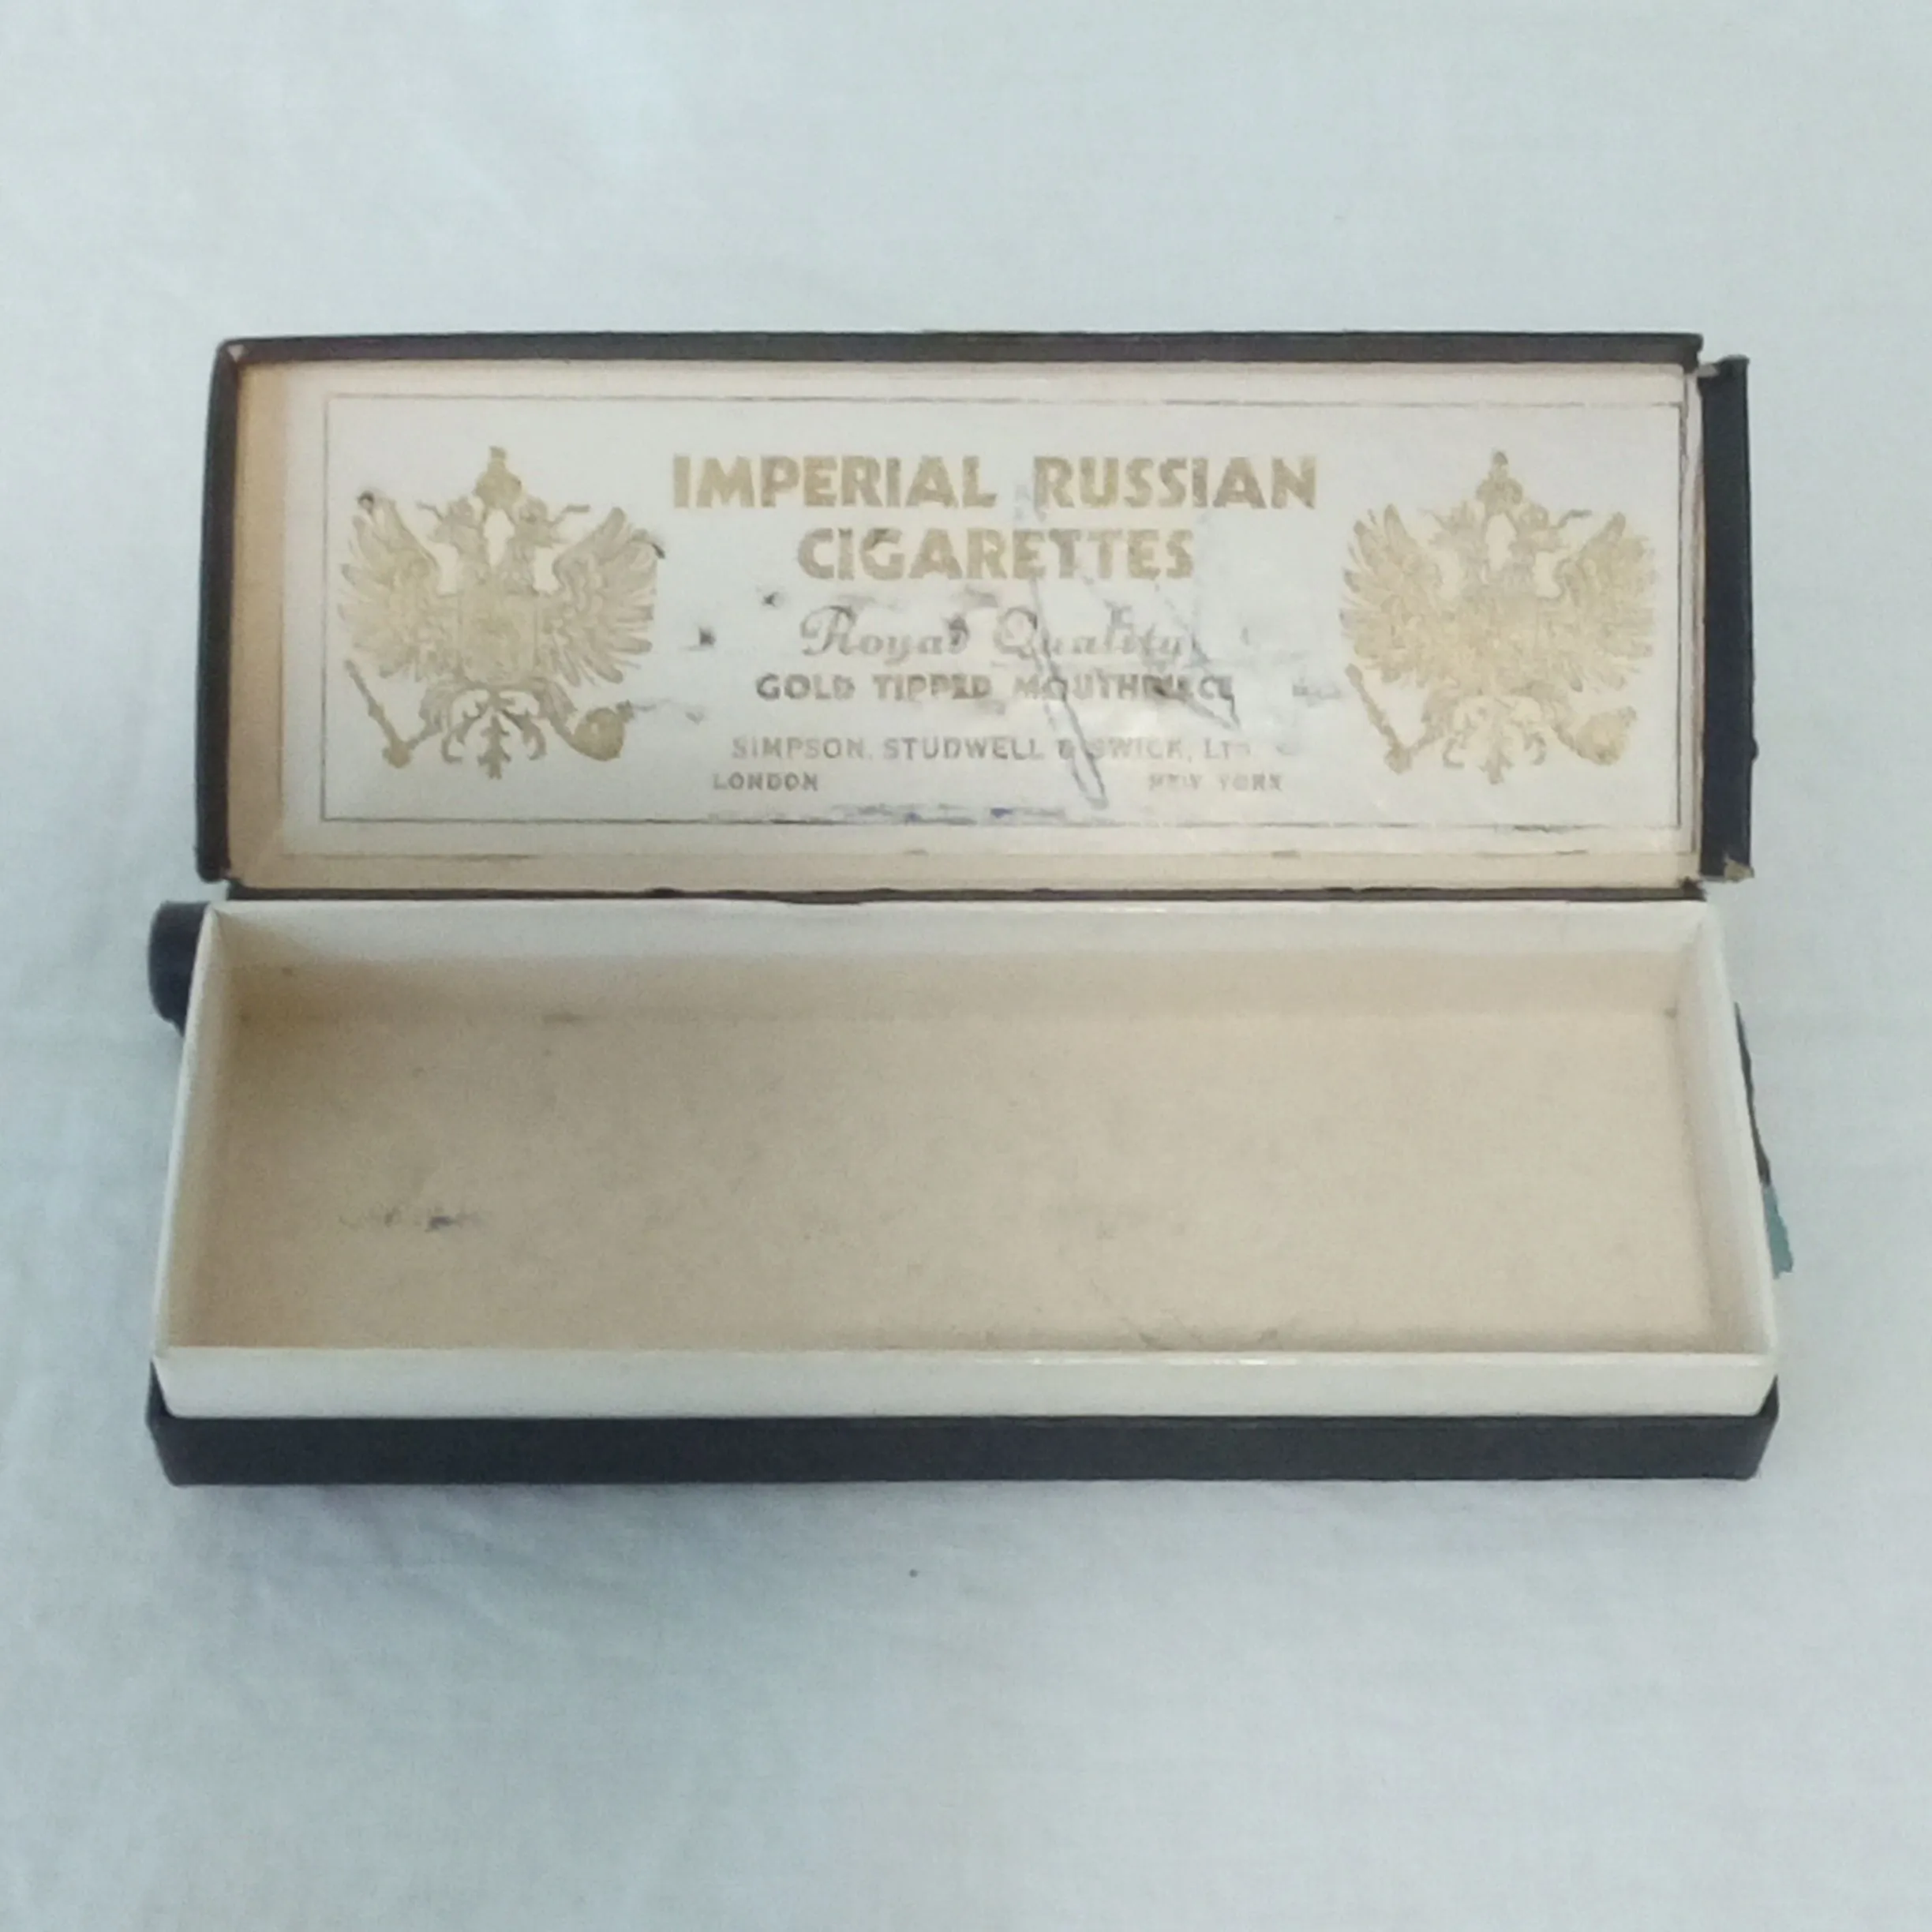 IMPERIAL RUSSIAN
CIGARETTES
Royal Quality
GOLD TIPPED MOUTHPIECE
SIMPSON, STUDWELL & SWICK, LTD.
LONDON NEW YORK